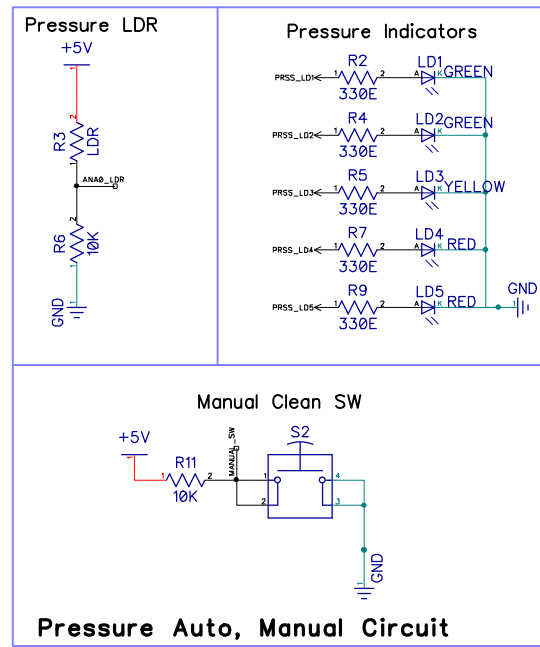 Pressure LDR
+5V
1
2
R3
LDR
1
ANA0_LDR
2
R6
10K
1
1
GND
Pressure Indicators
R2
LD1
PRSS_LD1
1
2
A
K
GREEN
330E
R4
LD2
PRSS_LD2
1
2
A
K
GREEN
330E
R5
LD3
PRSS_LD3
1
2
A
K
YELLOW
330E
R7
LD4
PRSS_LD4
1
2
A
K
RED
330E
R9
LD5
PRSS_LD5
1
2
A
K
RED
330E
GND
1
Manual Clean SW
+5V
1
R11
1
2
10K
MANUAL_SW
S2
1
2
4
3
1
GND
Pressure Auto, Manual Circuit